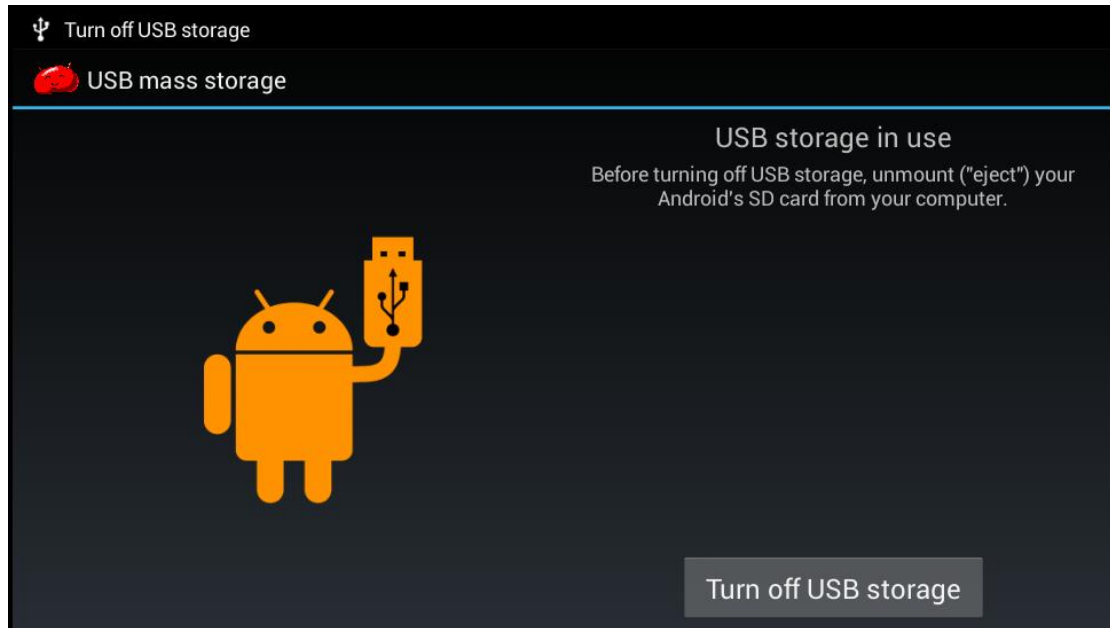 Turn off USB storage
USB mass storage
USB storage in use
Before turning off USB storage, unmount ("eject") your
Android's SD card from your computer.
Turn off USB storage